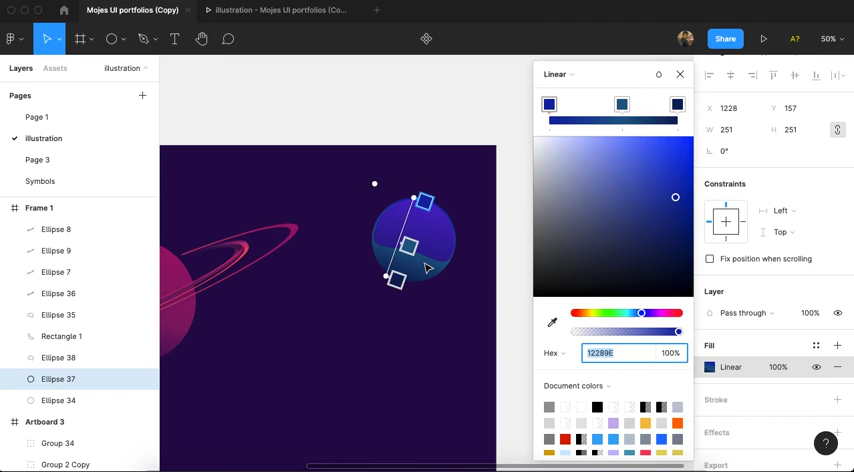 Mojes UI portfolios (Copy)
illustration - Mojes UI portfolios (Co...
Share
A?
50%
Layers
Assets
illustration
Pages
Page 1
illustration
Page 3
Symbols
Frame 1
Ellipse 8
Ellipse 9
Ellipse 7
Ellipse 36
Ellipse 35
Rectangle 1
Ellipse 38
Ellipse 37
Ellipse 34
Artboard 3
Group 34
Group 2 Copy
Linear
Hex
12289E
100%
Document colors
X 1228
Y 157
W 251
H 251
0°
Constraints
Left
Top
Fix position when scrolling
Layer
Pass through
100%
Fill
Linear
100%
Stroke
Effects
Export
?